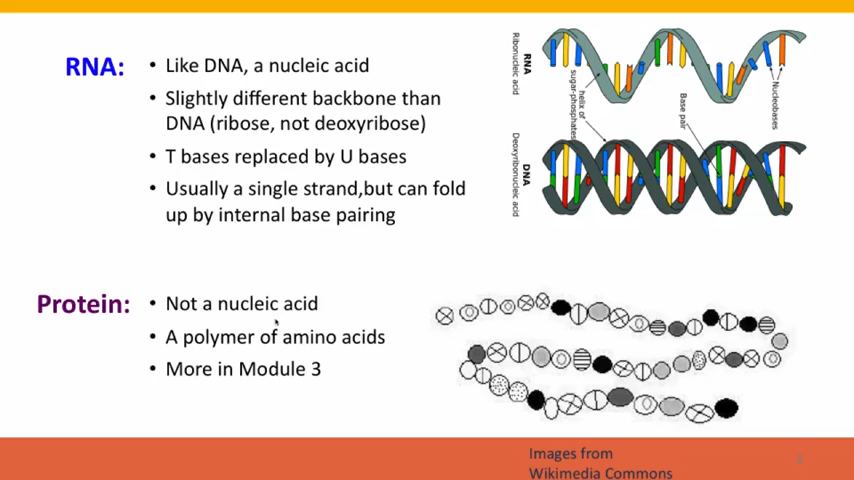 RNA:
• Like DNA, a nucleic acid
• Slightly different backbone than
DNA (ribose, not deoxyribose)
• T bases replaced by U bases
• Usually a single strand,but can fold
up by internal base pairing
RNA
Ribonucleic acid
helix of
sugar-phosphates
Base pair
Nucleobases
DNA
Deoxyribonucleic acid
Protein:
• Not a nucleic acid
• A polymer of amino acids
• More in Module 3
Images from
Wikimedia Commons